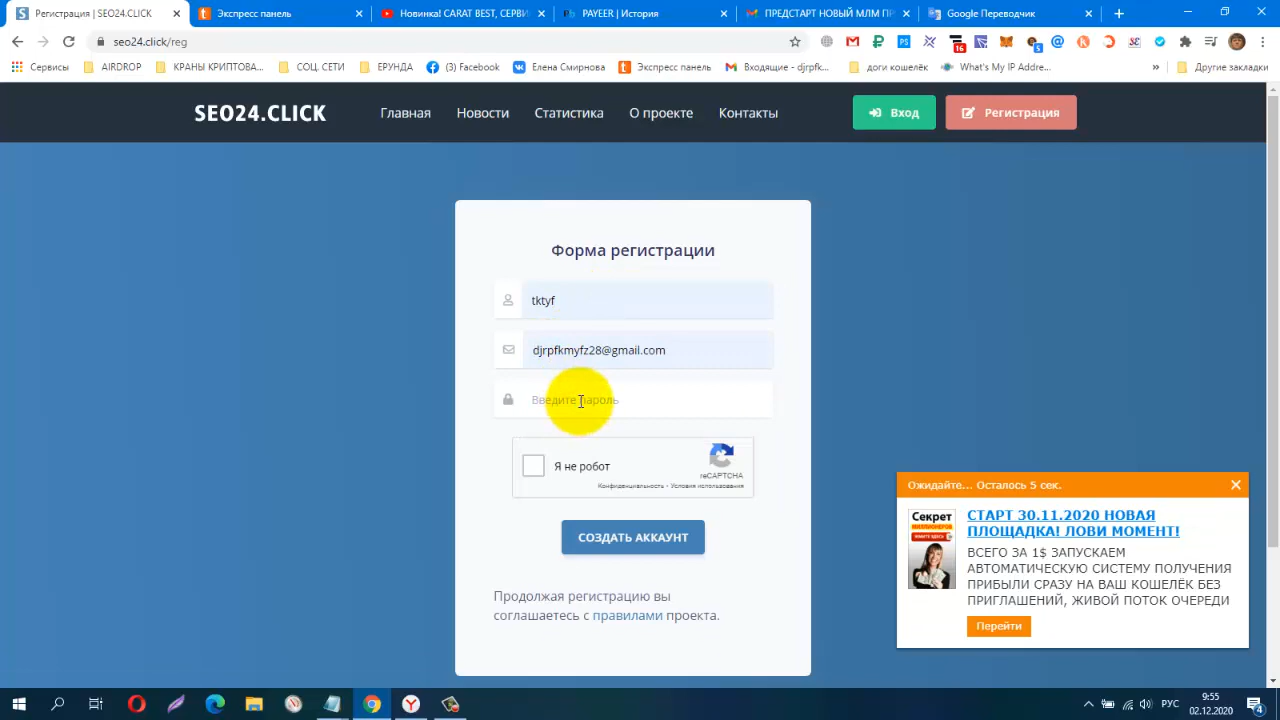 Регистрация | SEO24.CLICK
Экспресс панель
Новинка! CARAT BEST, СЕРВИ
PAYEER | История
ПРЕДСТАРТ НОВЫЙ МЛМ ПР
Google Переводчик
seo24.click/reg
16
5
Сервисы
AIRDROP
КРАНЫ КРИПТОВА...
СОЦ. СЕТИ
ЕРУНДА
(3) Facebook
Елена Смирнова
Экспресс панель
Входящие - djrpfk...
доги кошелёк
What's My IP Addre...
»
Другие закладки
SEO24.CLICK
Главная
Новости
Статистика
О проекте
Контакты
Вход
Регистрация
Форма регистрации
tktyf
djrpfkmyfz28@gmail.com
Введите пароль
Я не робот
reCAPTCHA
Конфиденциальность - Условия использования
СОЗДАТЬ АККАУНТ
Продолжая регистрацию вы
соглашаетесь с правилами проекта.
Ожидайте... Осталось 5 сек.
Секрет
СТАРТ 30.11.2020 НОВАЯ
ПЛОЩАДКА! ЛОВИ МОМЕНТ!
ВСЕГО ЗА 1$ ЗАПУСКАЕМ
АВТОМАТИЧЕСКУЮ СИСТЕМУ ПОЛУЧЕНИЯ
ПРИБЫЛИ СРАЗУ НА ВАШ КОШЕЛЁК БЕЗ
ПРИГЛАШЕНИЙ, ЖИВОЙ ПОТОК ОЧЕРЕДИ
Перейти
РУС
9:55
02.12.2020
4